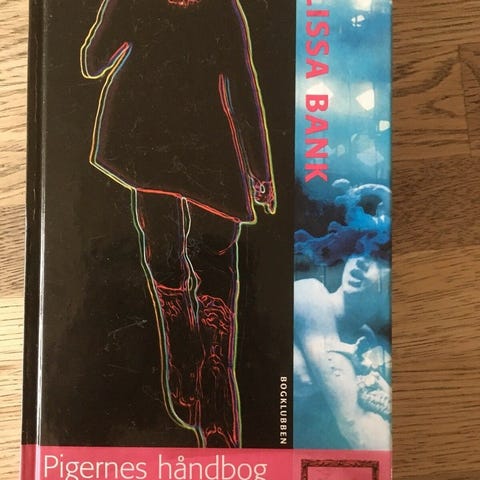 LISSA BANK
BOGKLUBBEN
Pigernes håndbog